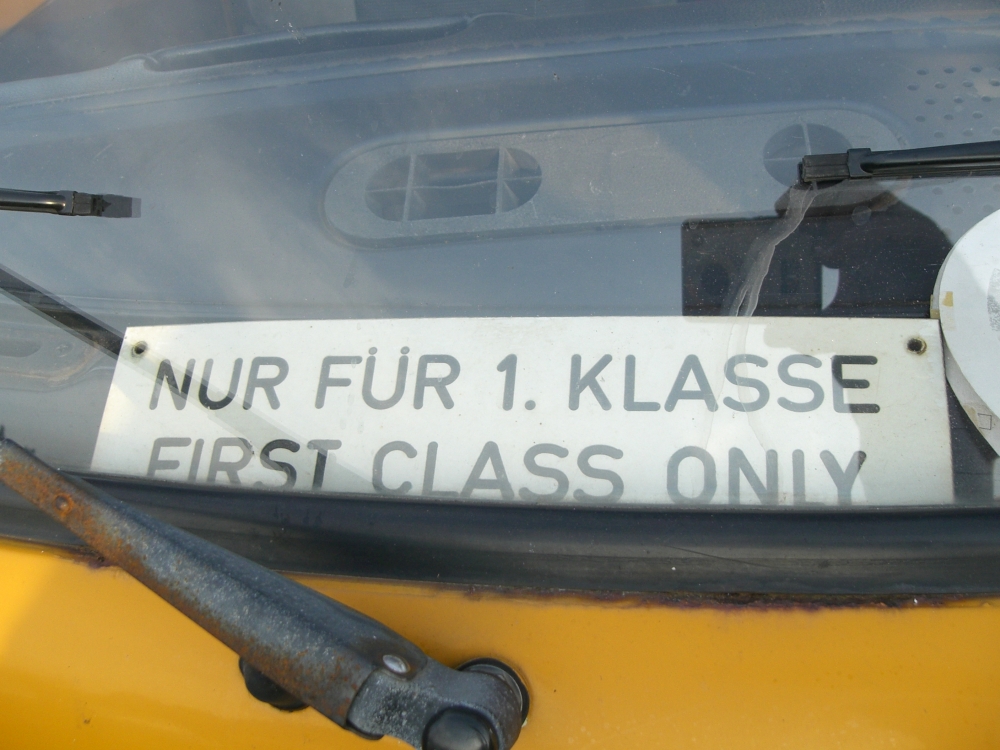 NUR FÜR 1. KLASSE
FIRST CLASS ONLY